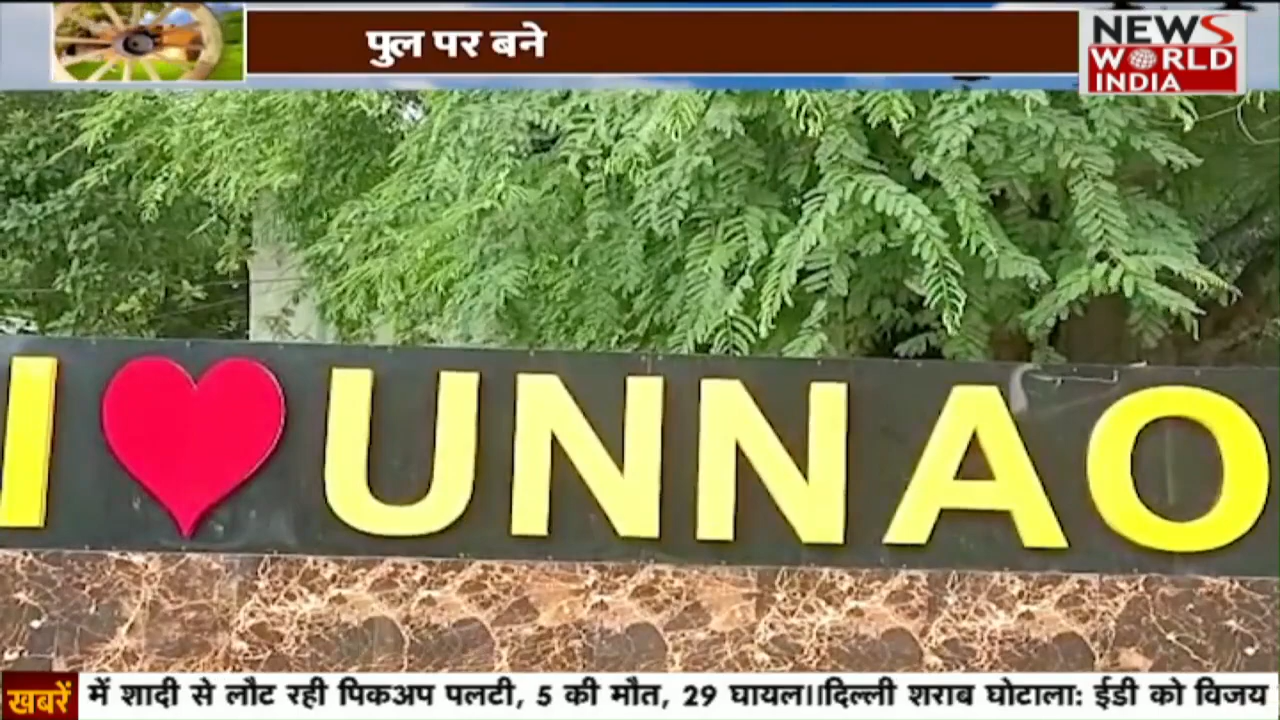 पुल पर बने
NEWS
WORLD
INDIA
I ❤ UNNAO
खबरें
में शादी से लौट रही पिकअप पलटी, 5 की मौत, 29 घायल।।दिल्ली शराब घोटाला: ईडी को विजय